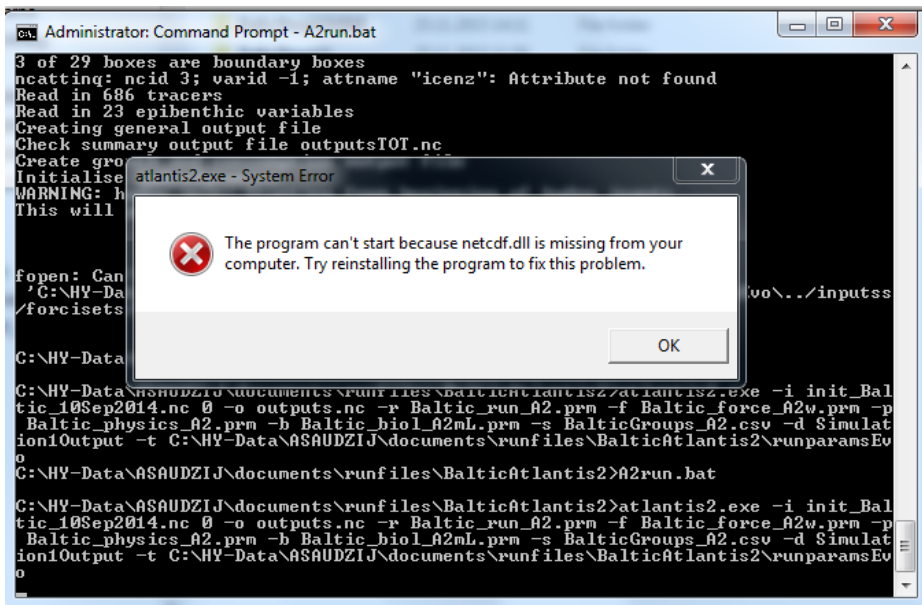 Administrator: Command Prompt - A2run.bat
3 of 29 boxes are boundary boxes
ncattinq: ncid 3; varid -1; attname "icenz": Attribute not found
Read in 686 tracers
Read in 23 epibenthic variables
Creating general output file
Check summary output file outputsTOT.nc
Create gro
Initialise
WARNING: h
This will
atlantis2.exe - System Error
The program can't start because netcdf.dll is missing from your
computer. Try reinstalling the program to fix this problem.
OK
fopen: Can
'C:\HY-Da vo\../inputss
/forcisets
C:\HY-Data
C:\HY-Data\ASAUDZIJ\documents\runfiles\BalticAtlantis2>atlantis2.exe -i init_Bal
tic_10Sep2014.nc 0 -o outputs.nc -r Baltic_run_A2.prm -f Baltic_force_A2w.prm -p
Baltic_physics_A2.prm -b Baltic_biol_A2mL.prm -s BalticGroups_A2.csv -d Simulat
ion1Output -t C:\HY-Data\ASAUDZIJ\documents\runfiles\BalticAtlantis2\runparamsEv
o
C:\HY-Data\ASAUDZIJ\documents\runfiles\BalticAtlantis2>A2run.bat
C:\HY-Data\ASAUDZIJ\documents\runfiles\BalticAtlantis2>atlantis2.exe -i init_Bal
tic_10Sep2014.nc 0 -o outputs.nc -r Baltic_run_A2.prm -f Baltic_force_A2w.prm -p
Baltic_physics_A2.prm -b Baltic_biol_A2mL.prm -s BalticGroups_A2.csv -d Simulat
ion1Output -t C:\HY-Data\ASAUDZIJ\documents\runfiles\BalticAtlantis2\runparamsEv
o